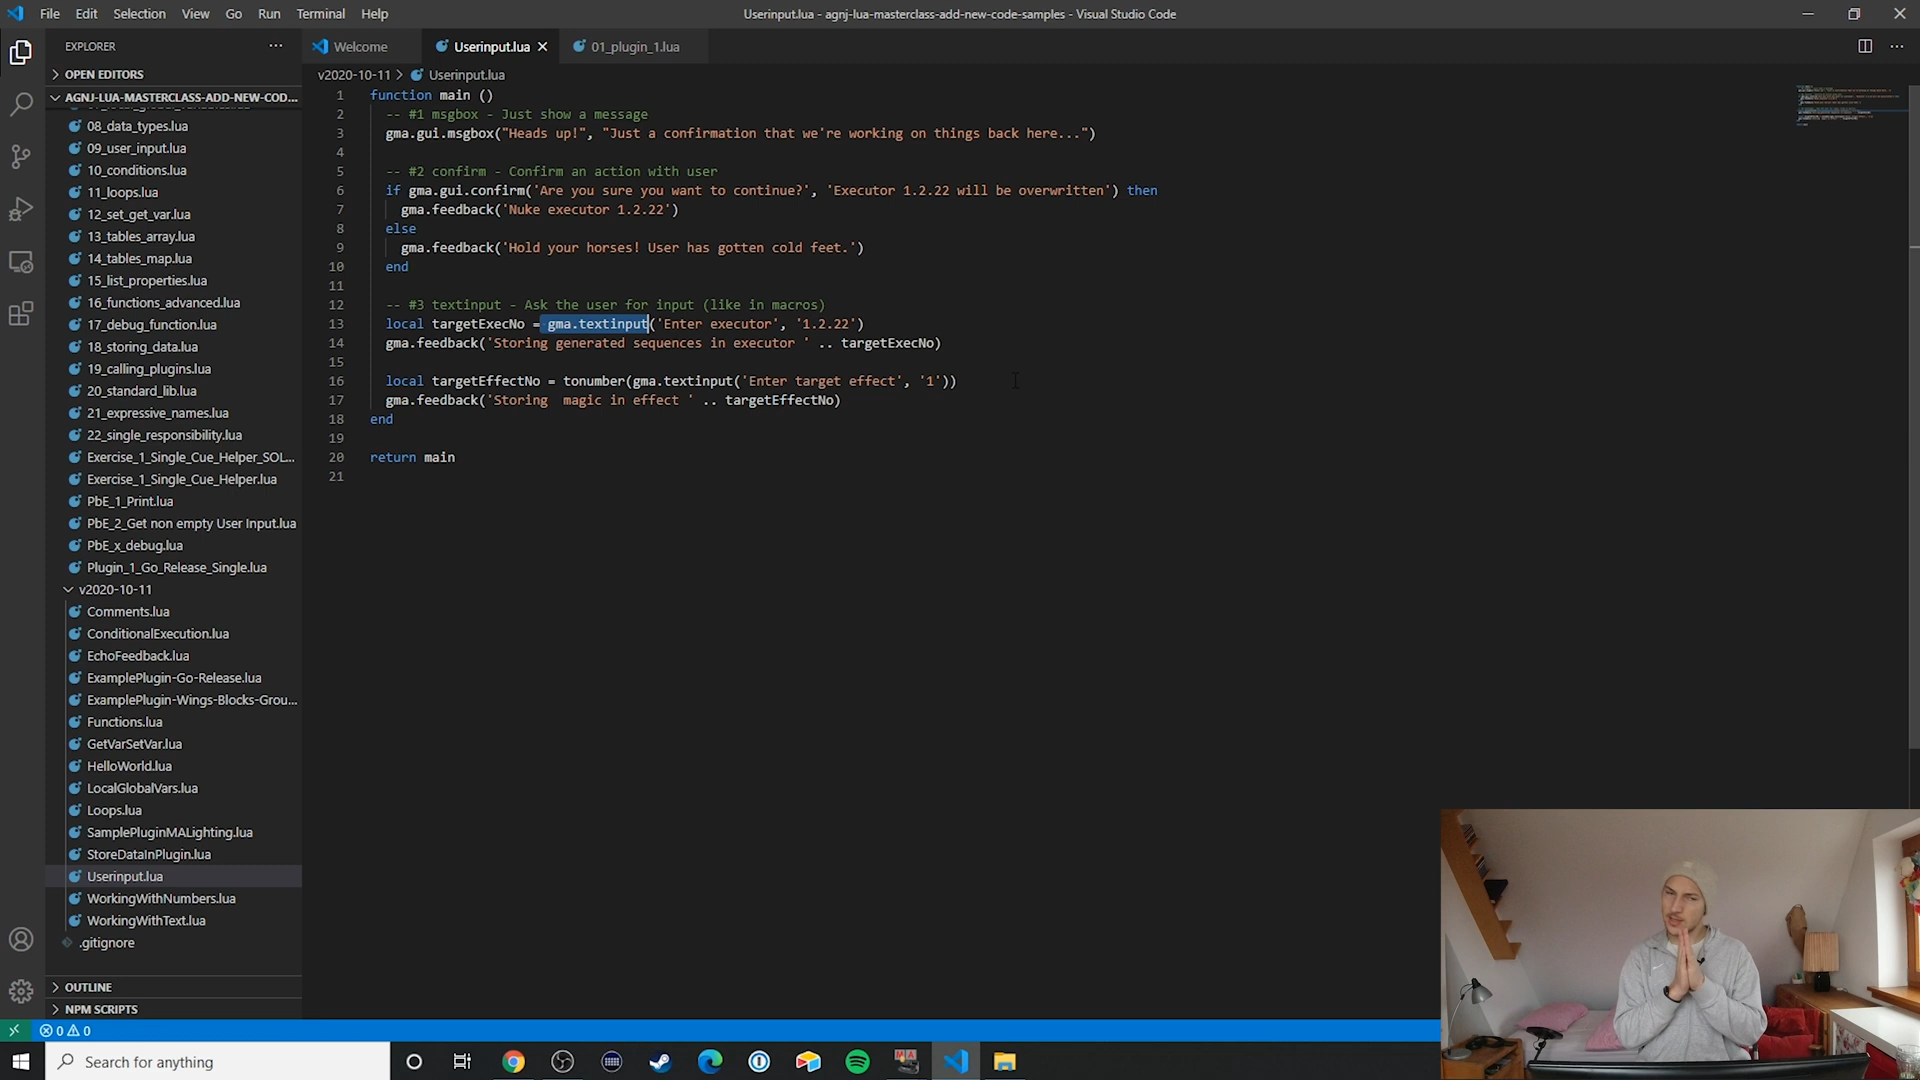 File Edit Selection View Go Run Terminal Help
Userinput.lua - agnj-lua-masterclass-add-new-code-samples - Visual Studio Code
EXPLORER
Welcome
Userinput.lua
01_plugin_1.lua
OPEN EDITORS
v2020-10-11 > Userinput.lua
AGNJ-LUA-MASTERCLASS-ADD-NEW-COD...
08_data_types.lua
09_user_input.lua
10_conditions.lua
11_loops.lua
12_set_get_var.lua
13_tables_array.lua
14_tables_map.lua
15_list_properties.lua
16_functions_advanced.lua
17_debug_function.lua
18_storing_data.lua
19_calling_plugins.lua
20_standard_lib.lua
21_expressive_names.lua
22_single_responsibility.lua
Exercise_1_Single_Cue_Helper_SOL...
Exercise_1_Single_Cue_Helper.lua
PbE_1_Print.lua
PbE_2_Get non empty User Input.lua
PbE_x_debug.lua
Plugin_1_Go_Release_Single.lua
v2020-10-11
Comments.lua
ConditionalExecution.lua
EchoFeedback.lua
ExamplePlugin-Go-Release.lua
ExamplePlugin-Wings-Blocks-Grou...
Functions.lua
GetVarSetVar.lua
HelloWorld.lua
LocalGlobalVars.lua
Loops.lua
SamplePluginMALighting.lua
StoreDataInPlugin.lua
Userinput.lua
WorkingWithNumbers.lua
WorkingWithText.lua
.gitignore
OUTLINE
NPM SCRIPTS
1 function main ()
2 -- #1 msgbox - Just show a message
3 gma.gui.msgbox("Heads up!", "Just a confirmation that we're working on things back here...")
4
5 -- #2 confirm - Confirm an action with user
6 if gma.gui.confirm('Are you sure you want to continue?', 'Executor 1.2.22 will be overwritten') then
7 gma.feedback('Nuke executor 1.2.22')
8 else
9 gma.feedback('Hold your horses! User has gotten cold feet.')
10 end
11
12 -- #3 textinput - Ask the user for input (like in macros)
13 local targetExecNo = gma.textinput('Enter executor', '1.2.22')
14 gma.feedback('Storing generated sequences in executor ' .. targetExecNo)
15
16 local targetEffectNo = tonumber(gma.textinput('Enter target effect', '1'))
17 gma.feedback('Storing  magic in effect ' .. targetEffectNo)
18 end
19
20 return main
21
0 0
Search for anything